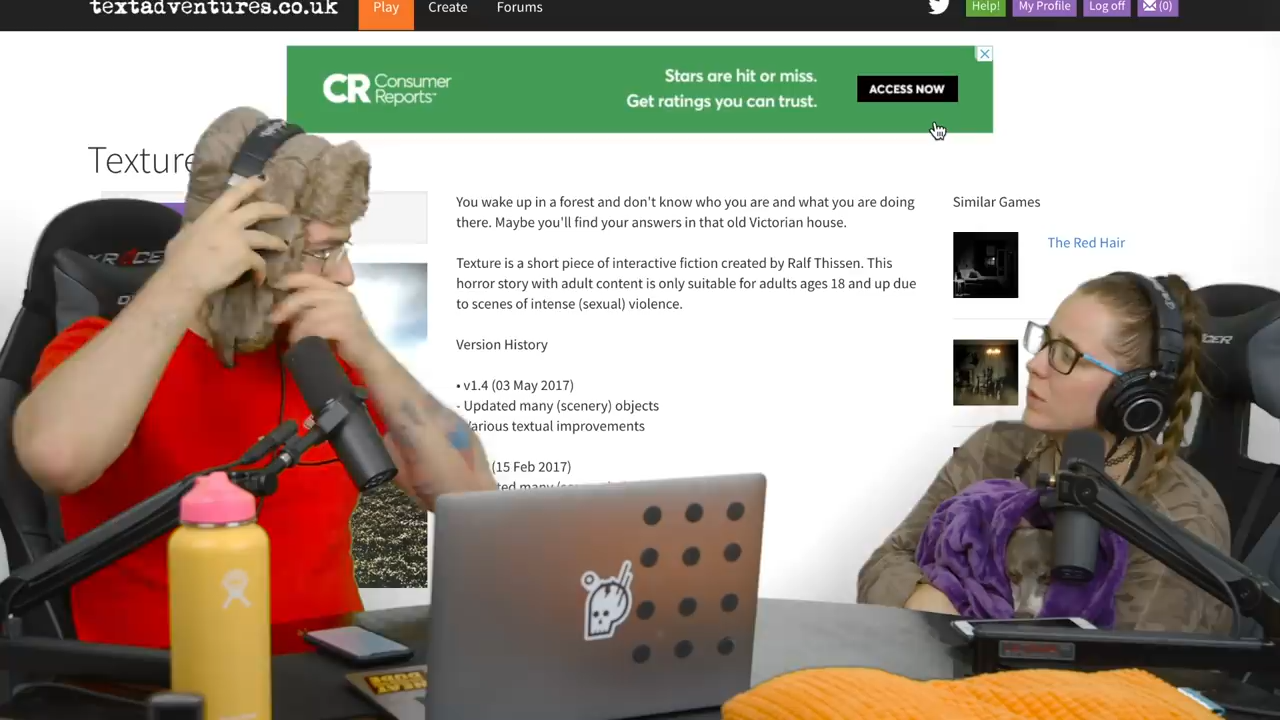 textadventures.co.uk
Play
Create
Forums
Help!
My Profile
Log off
(0)
CR Consumer Reports
Stars are hit or miss.
Get ratings you can trust.
ACCESS NOW
Texture
You wake up in a forest and don't know who you are and what you are doing
there. Maybe you'll find your answers in that old Victorian house.
Similar Games
The Red Hair
Texture is a short piece of interactive fiction created by Ralf Thissen. This
horror story with adult content is only suitable for adults ages 18 and up due
to scenes of intense (sexual) violence.
Version History
• v1.4 (03 May 2017)
- Updated many (scenery) objects
Various textual improvements
(15 Feb 2017)